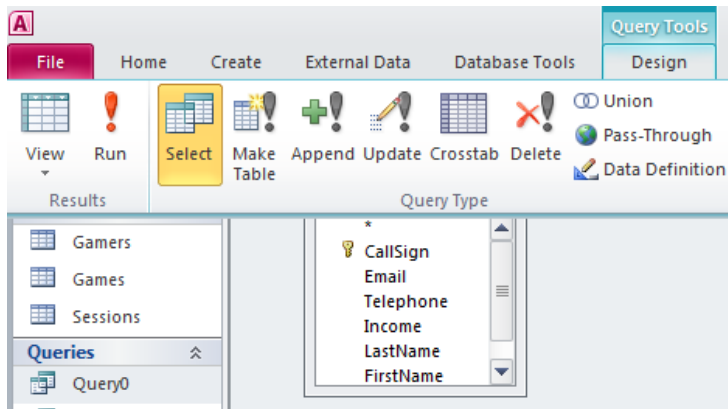 A
Query Tools
File Home Create External Data Database Tools Design
View Run Select Make Table Append Update Crosstab Delete
Union
Pass-Through
Data Definition
Results Query Type
Gamers
Games
Sessions
Queries
Query0
*
CallSign
Email
Telephone
Income
LastName
FirstName